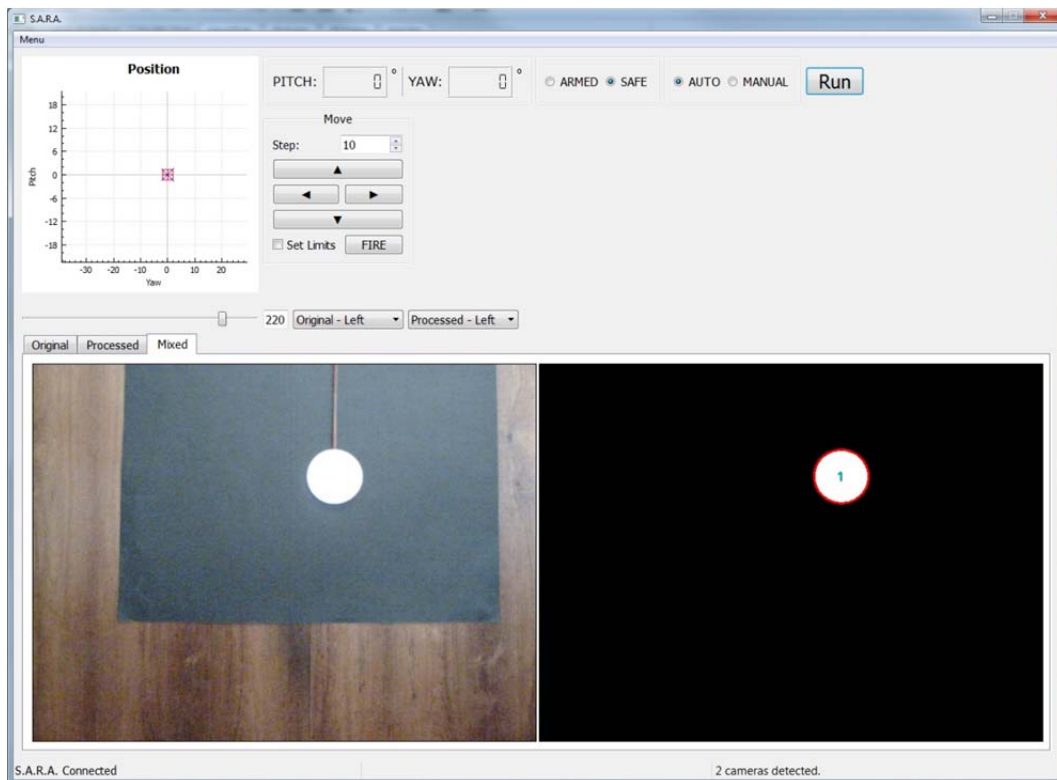 S.A.R.A.
Menu
Position
18
12
6
0
-6
-12
-18
Pitch
-30 -20 -10 0 10 20
Yaw
PITCH: 0 ° YAW: 0 ° ARMED SAFE AUTO MANUAL Run
Move
Step: 10
Set Limits FIRE
220 Original - Left Processed - Left
Original Processed Mixed
1
S.A.R.A. Connected 2 cameras detected.